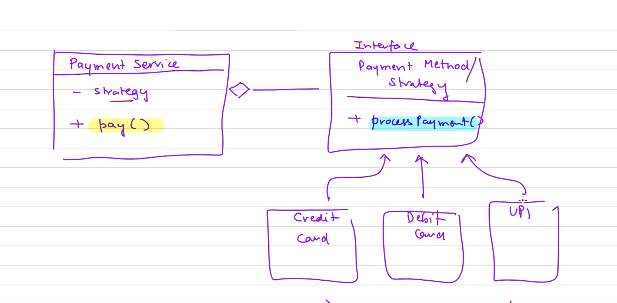 Interface
Payment Service
- strategy
+ pay()
Payment Method/
Strategy
+ processPayment()
Credit
Card
Debit
Card
UPI